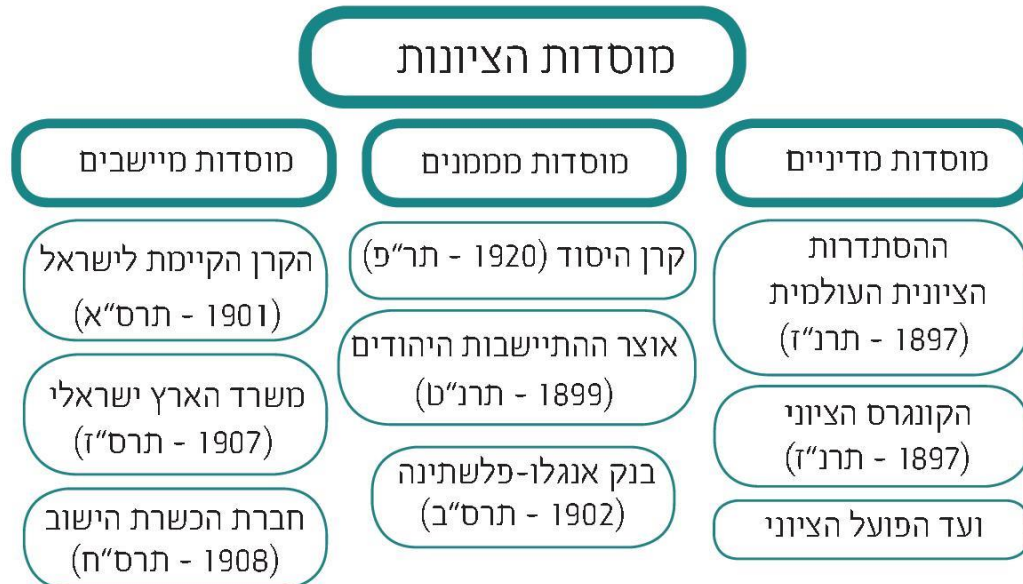 מוסדות הציונות
מוסדות מדיניים
ההסתדרות
הציונית העולמית
(1897 - תרנ"ז)
הקונגרס הציוני
(1897 - תרנ"ז)
ועד הפועל הציוני
מוסדות מממנים
קרן היסוד (1920 - תר"פ)
אוצר ההתיישבות היהודים
(1899 - תרנ"ט)
בנק אנגלו-פלשתינה
(1902 - תרס"ב)
מוסדות מיישבים
הקרן הקיימת לישראל
(1901 - תרס"א)
משרד הארץ ישראלי
(1907 - תרס"ז)
חברת הכשרת הישוב
(1908 - תרס"ח)